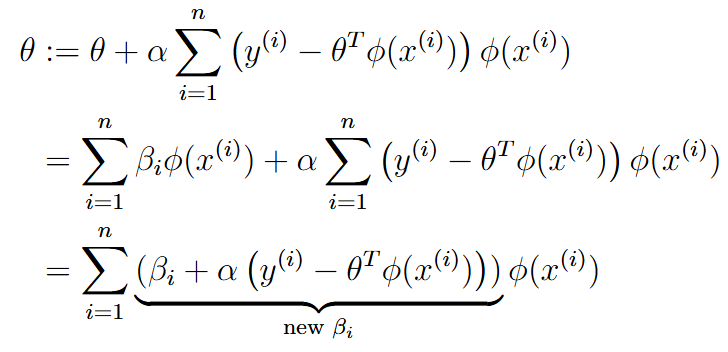 θ := θ + α ∑_{i=1}^{n} (y^{(i)} − θ^T ϕ(x^{(i)})) ϕ(x^{(i)})
= ∑_{i=1}^{n} β_i ϕ(x^{(i)}) + α ∑_{i=1}^{n} (y^{(i)} − θ^T ϕ(x^{(i)})) ϕ(x^{(i)})
= ∑_{i=1}^{n} (β_i + α (y^{(i)} − θ^T ϕ(x^{(i)}))) ϕ(x^{(i)})
new β_i